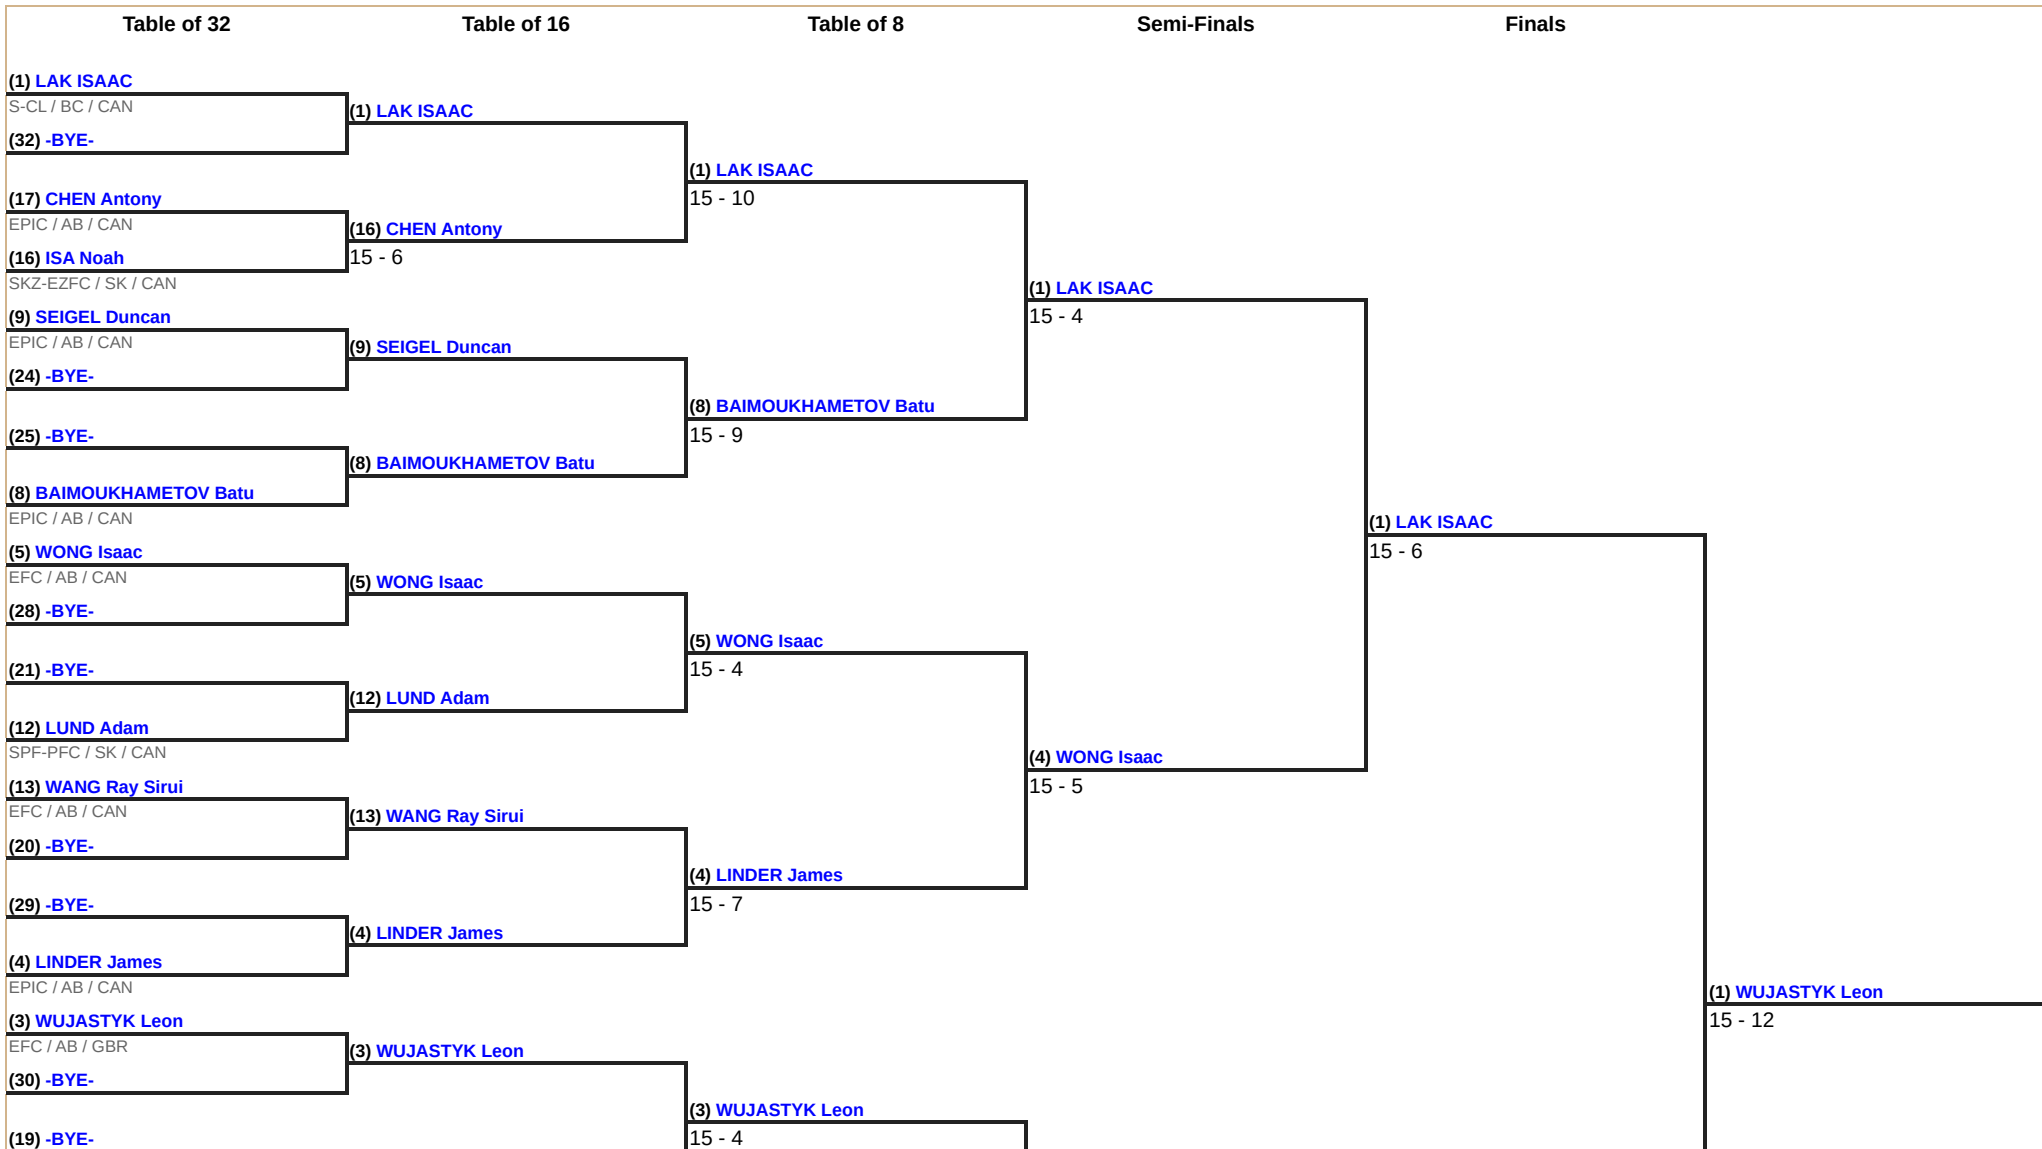 Table of 32
Table of 16
Table of 8
Semi-Finals
Finals
(1) LAK ISAAC
S-CL / BC / CAN
(32) -BYE-
(17) CHEN Antony
EPIC / AB / CAN
(16) ISA Noah
SKZ-EZFC / SK / CAN
(9) SEIGEL Duncan
EPIC / AB / CAN
(24) -BYE-
(25) -BYE-
(8) BAIMOUKHAMETOV Batu
EPIC / AB / CAN
(5) WONG Isaac
EFC / AB / CAN
(28) -BYE-
(21) -BYE-
(12) LUND Adam
SPF-PFC / SK / CAN
(13) WANG Ray Sirui
EFC / AB / CAN
(20) -BYE-
(29) -BYE-
(4) LINDER James
EPIC / AB / CAN
(3) WUJASTYK Leon
EFC / AB / GBR
(30) -BYE-
(19) -BYE-
(1) LAK ISAAC
(16) CHEN Antony
15 - 6
(9) SEIGEL Duncan
(8) BAIMOUKHAMETOV Batu
(5) WONG Isaac
(12) LUND Adam
(13) WANG Ray Sirui
(4) LINDER James
(3) WUJASTYK Leon
(1) LAK ISAAC
15 - 10
(8) BAIMOUKHAMETOV Batu
15 - 9
(5) WONG Isaac
15 - 4
(4) LINDER James
15 - 7
(3) WUJASTYK Leon
15 - 4
(1) LAK ISAAC
15 - 4
(4) WONG Isaac
15 - 5
(1) LAK ISAAC
15 - 6
(1) WUJASTYK Leon
15 - 12